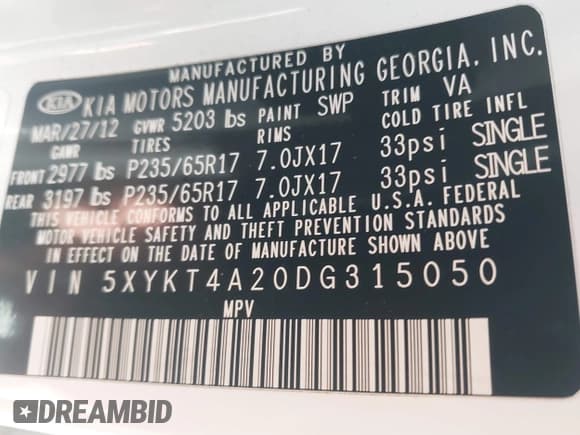 MANUFACTURED BY
KIA KIA MOTORS MANUFACTURING GEORGIA, INC.
MAR/27/12 GVWR 5203 lbs PAINT SWP TRIM VA
GAWR TIRES RIMS COLD TIRE INFL
FRONT 2977 lbs P235/65R17 7.0JX17 33psi SINGLE
REAR 3197 lbs P235/65R17 7.0JX17 33psi SINGLE
THIS VEHICLE CONFORMS TO ALL APPLICABLE U.S.A. FEDERAL
MOTOR VEHICLE SAFETY AND THEFT PREVENTION STANDARDS
IN EFFECT ON THE DATE OF MANUFACTURE SHOWN ABOVE
VIN 5XYKT4A20DG315050
MPV
DREAMBID